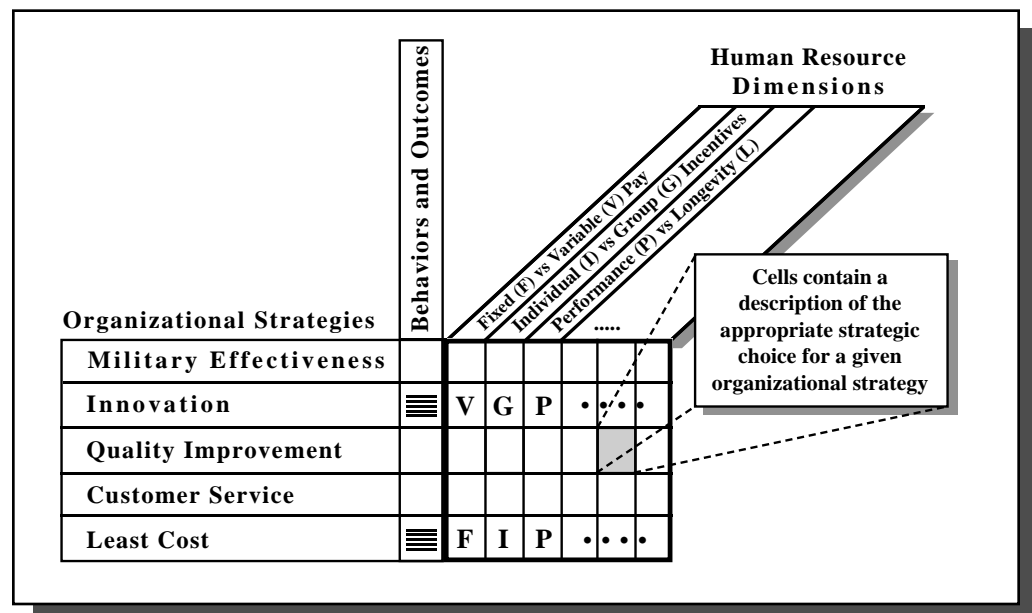 Human Resource
Dimensions
Behaviors and Outcomes
Fixed (F) vs Variable (V) Pay
Individual (I) vs Group (G) Incentives
Performance (P) vs Longevity (L)
.....
Cells contain a
description of the
appropriate strategic
choice for a given
organizational strategy
Organizational Strategies
Military Effectiveness
Innovation V G P • • • •
Quality Improvement
Customer Service
Least Cost F I P • • • •